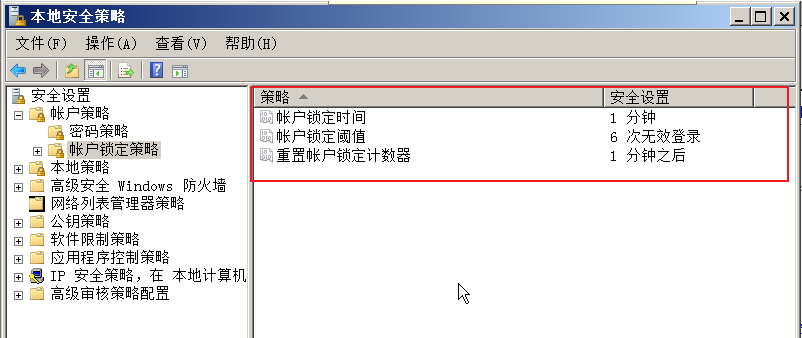 本地安全策略
文件(F) 操作(A) 查看(V) 帮助(H)
安全设置
帐户策略
密码策略
帐户锁定策略
本地策略
高级安全 Windows 防火墙
网络列表管理器策略
公钥策略
软件限制策略
应用程序控制策略
IP 安全策略，在 本地计算机
高级审核策略配置
策略 安全设置
帐户锁定时间 1 分钟
帐户锁定阈值 6 次无效登录
重置帐户锁定计数器 1 分钟之后